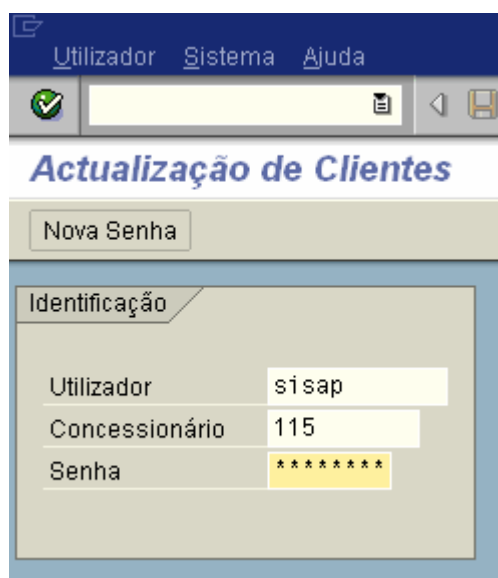 Utilizador Sistema Ajuda
Actualização de Clientes
Nova Senha
Identificação
Utilizador sisap
Concessionário 115
Senha ********